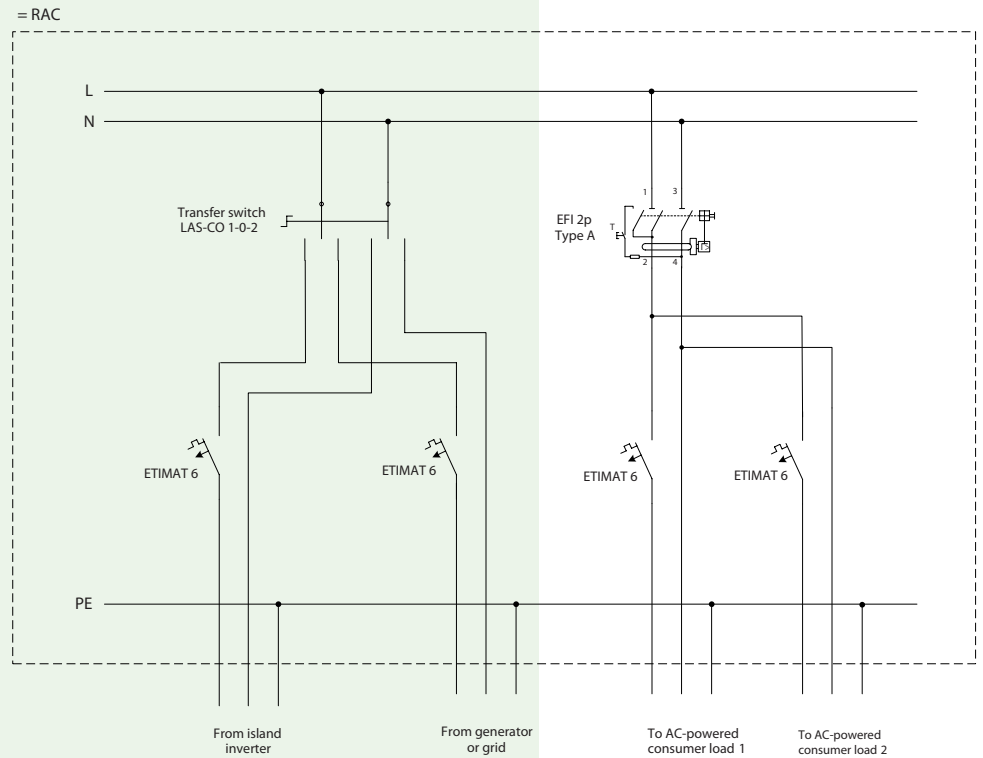 = RAC
L
N
Transfer switch
LAS-CO 1-0-2
EFI 2p
Type A
1
3
T
2
4
ETIMAT 6
ETIMAT 6
ETIMAT 6
ETIMAT 6
PE
From island
inverter
From generator
or grid
To AC-powered
consumer load 1
To AC-powered
consumer load 2